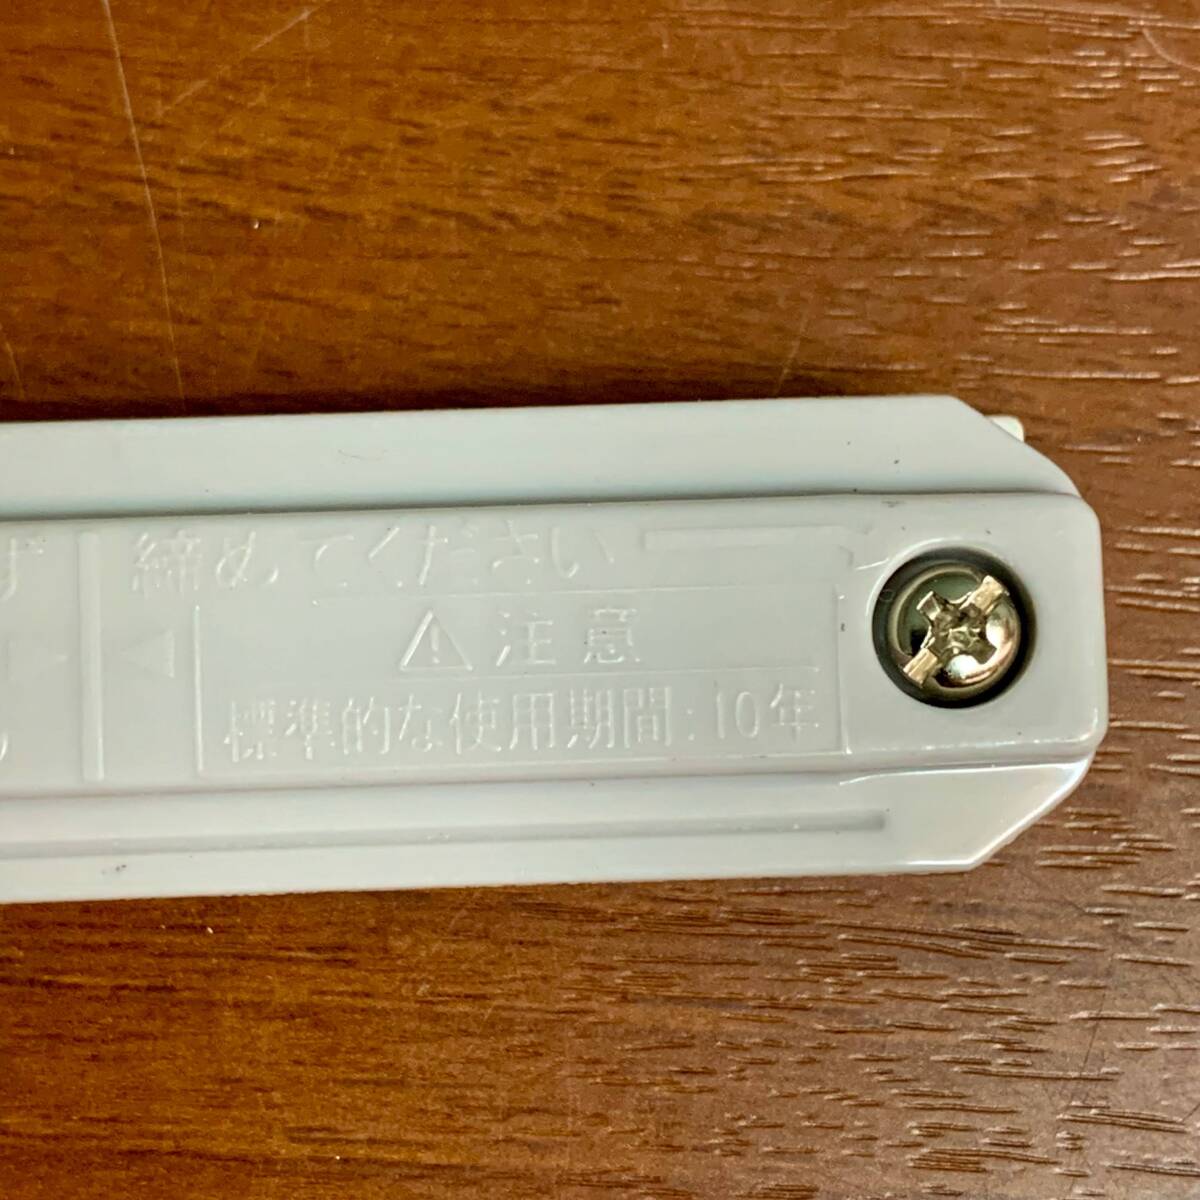 ず 締めてください
⚠注意
標準的な使用期間:10年